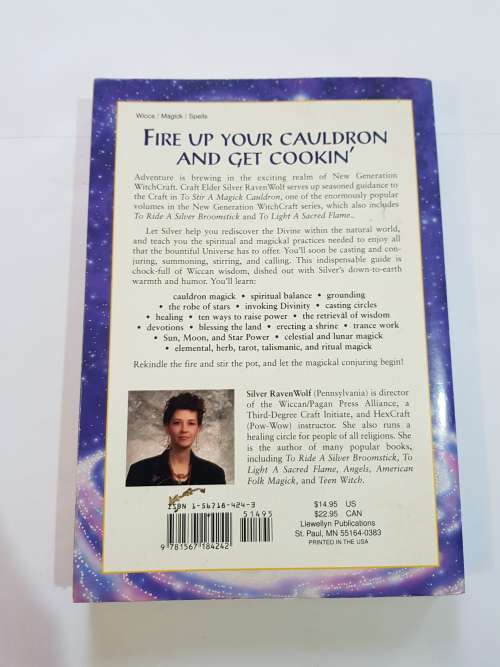 Wicca / Magick / Spells
FIRE UP YOUR CAULDRON
AND GET COOKIN'
Adventure is brewing in the exciting realm of New Generation
WitchCraft. Craft Elder Silver RavenWolf serves up seasoned guidance to
the Craft in To Stir A Magick Cauldron, one of the enormously popular
volumes in the New Generation WitchCraft series, which also includes
To Ride A Silver Broomstick and To Light A Sacred Flame..
Let Silver help you rediscover the Divine within the natural world,
and teach you the spiritual and magickal practices needed to enjoy all
that the bountiful Universe has to offer. You'll soon be casting and con-
juring, summoning, stirring, and calling. This indispensable guide is
chock-full of Wiccan wisdom, dished out with Silver's down-to-earth
warmth and humor. You'll learn:
cauldron magick • spiritual balance • grounding
• the robe of stars • invoking Divinity • casting circles
• healing • ten ways to raise power • the retrieval of wisdom
• devotions • blessing the land • erecting a shrine • trance work
• Sun, Moon, and Star Power • celestial and lunar magick
• elemental, herb, tarot, talismanic, and ritual magick
Rekindle the fire and stir the pot, and let the magickal conjuring begin!
Silver RavenWolf (Pennsylvania) is director
of the Wiccan/Pagan Press Alliance, a
Third-Degree Craft Initiate, and HexCraft
(Pow-Wow) instructor. She also runs a
healing circle for people of all religions. She
is the author of many popular books,
including To Ride A Silver Broomstick, To
Light A Sacred Flame, Angels, American
Folk Magick, and Teen Witch.
ISBN 1-56718-424-3
51495
9 781567 184242
$14.95 US
$22.95 CAN
Llewellyn Publications
St. Paul, MN 55164-0383
PRINTED IN THE USA